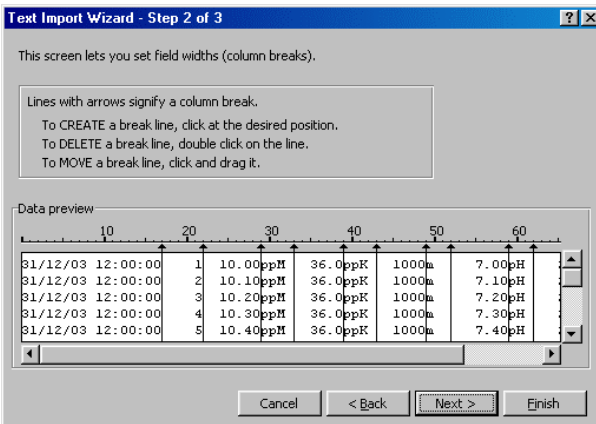 Text Import Wizard - Step 2 of 3
This screen lets you set field widths (column breaks).
Lines with arrows signify a column break.
To CREATE a break line, click at the desired position.
To DELETE a break line, double click on the line.
To MOVE a break line, click and drag it.
Data preview
10 20 30 40 50 60
31/12/03 12:00:00 1 10.00ppM 36.0ppK 1000m 7.00pH
31/12/03 12:00:00 2 10.10ppM 36.0ppK 1000m 7.10pH
31/12/03 12:00:00 3 10.20ppM 36.0ppK 1000m 7.20pH
31/12/03 12:00:00 4 10.30ppM 36.0ppK 1000m 7.30pH
31/12/03 12:00:00 5 10.40ppM 36.0ppK 1000m 7.40pH
Cancel < Back Next > Finish